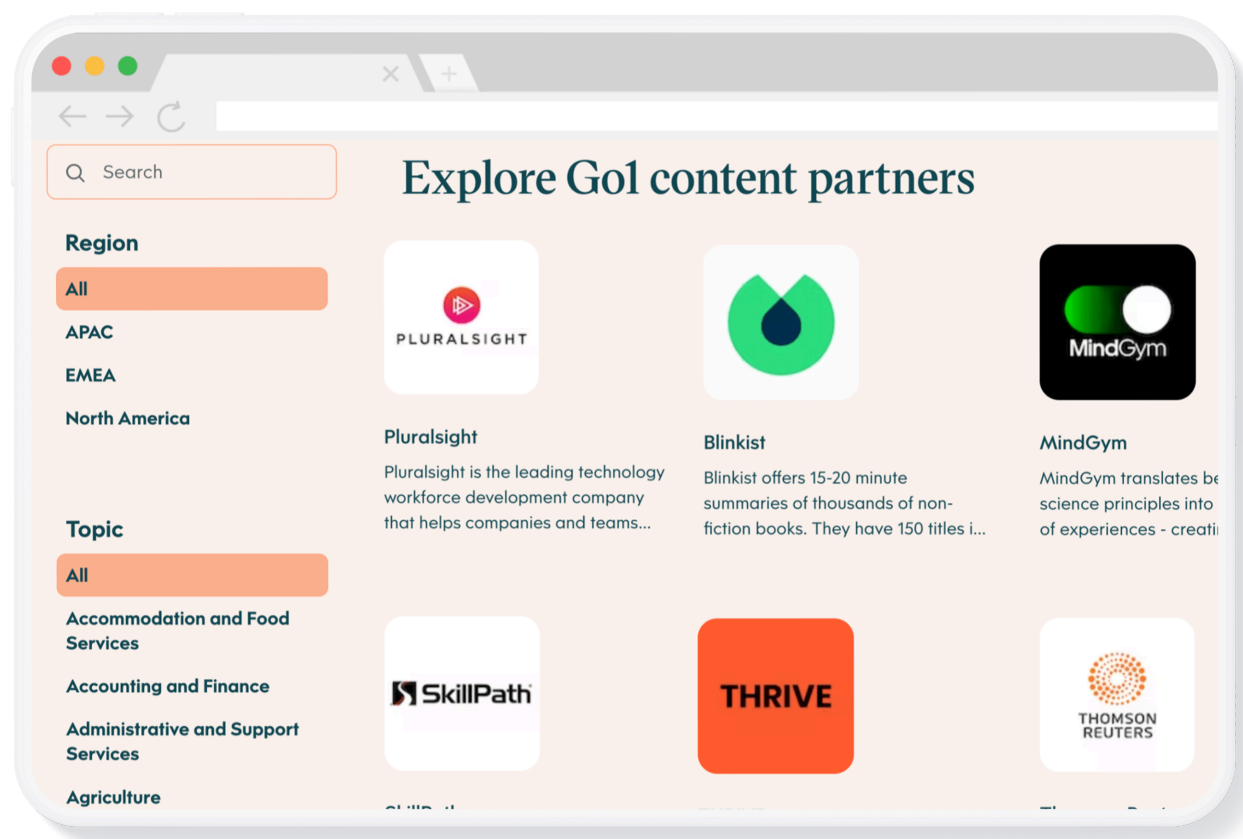 Search
Explore Go1 content partners
Region
All
APAC
EMEA
North America
Topic
All
Accommodation and Food
Services
Accounting and Finance
Administrative and Support
Services
Agriculture
PLURALSIGHT
Pluralsight
Pluralsight is the leading technology
workforce development company
that helps companies and teams...
Blinkist
Blinkist offers 15-20 minute
summaries of thousands of non-
fiction books. They have 150 titles i...
MindGym
MindGym
MindGym translates be
science principles into
of experiences - creati
SkillPath
THRIVE
THOMSON
REUTERS